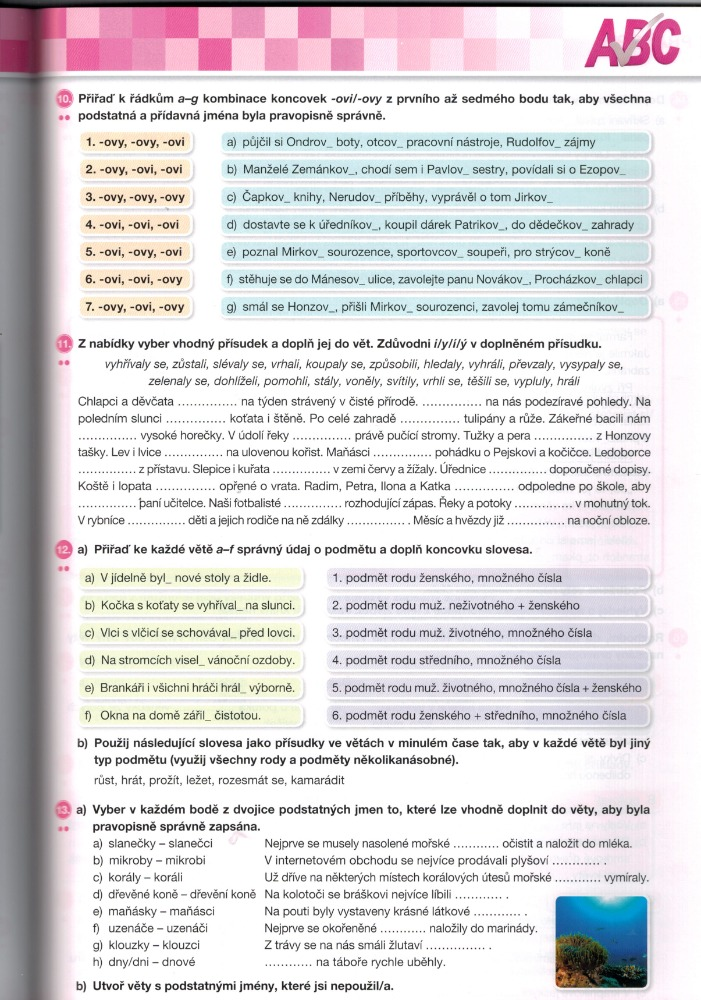 ABC
10. Přiřaď k řádkům a–g kombinace koncovek -ovi/-ovy z prvního až sedmého bodu tak, aby všechna
podstatná a přídavná jména byla pravopisně správně.
1. -ovy, -ovy, -ovi a) půjčil si Ondrov_ boty, otcov_ pracovní nástroje, Rudolfov_ zájmy
2. -ovy, -ovi, -ovi b) Manželé Zemánkov_, chodí sem i Pavlov_ sestry, povídali si o Ezopov_
3. -ovy, -ovy, -ovy c) Čapkov_ knihy, Nerudov_ příběhy, vyprávěl o tom Jirkov_
4. -ovi, -ovi, -ovi d) dostavte se k úředníkov_, koupil dárek Patrikov_, do dědečkov_ zahrady
5. -ovi, -ovy, -ovi e) poznal Mirkov_ sourozence, sportovcov_ soupeři, pro strýcov_ koně
6. -ovi, -ovi, -ovy f) stěhuje se do Mánesov_ ulice, zavolejte panu Novákov_, Procházkov_ chlapci
7. -ovy, -ovi, -ovy g) smál se Honzov_, přišli Mirkov_ sourozenci, zavolej tomu zámečníkov_
11. Z nabídky vyber vhodný přísudek a doplň jej do vět. Zdůvodni i/y/í/ý v doplněném přísudku.
vyhřívaly se, zůstali, slévaly se, vrhali, koupaly se, způsobili, hledaly, vyhráli, převzaly, vysypaly se,
zelenaly se, dohlíželi, pomohli, stály, voněly, svítily, vrhli se, těšili se, vypluly, hráli
Chlapci a děvčata .............. na týden strávený v čisté přírodě. .............. na nás podezíravé pohledy. Na
poledním slunci .............. koťata i štěně. Po celé zahradě .............. tulipány a růže. Zákeřné bacili nám
.............. vysoké horečky. V údolí řeky .............. právě pučící stromy. Tužky a pera .............. z Honzovy
tašky. Lev i lvice .............. na ulovenou kořist. Maňásci .............. pohádku o Pejskovi a kočičce. Ledoborce
.............. z přístavu. Slepice i kuřata .............. v zemi červy a žížaly. Úřednice .............. doporučené dopisy.
Koště i lopata .............. opřené o vrata. Radim, Petra, Ilona a Katka .............. odpoledne po škole, aby
.............. paní učitelce. Naši fotbalisté .............. rozhodující zápas. Řeky a potoky .............. v mohutný tok.
V rybníce .............. děti a jejich rodiče na ně zdálky .............. . Měsíc a hvězdy již .............. na noční obloze.
12. a) Přiřaď ke každé větě a–f správný údaj o podmětu a doplň koncovku slovesa.
a) V jídelně byl_ nové stoly a židle. 1. podmět rodu ženského, množného čísla
b) Kočka s koťaty se vyhříval_ na slunci. 2. podmět rodu muž. neživotného + ženského
c) Vlci s vlčicí se schovával_ před lovci. 3. podmět rodu muž. životného, množného čísla
d) Na stromcích visel_ vánoční ozdoby. 4. podmět rodu středního, množného čísla
e) Brankáři i všichni hráči hrál_ výborně. 5. podmět rodu muž. životného, množného čísla + ženského
f) Okna na domě zářil_ čistotou. 6. podmět rodu ženského + středního, množného čísla
b) Použij následující slovesa jako přísudky ve větách v minulém čase tak, aby v každé větě byl jiný
typ podmětu (využij všechny rody a podměty několikanásobné).
růst, hrát, prožít, ležet, rozesmát se, kamarádit
13. a) Vyber v každém bodě z dvojice podstatných jmen to, které lze vhodně doplnit do věty, aby byla
pravopisně správně zapsána.
a) slanečky – slanečci Nejprve se musely nasolené mořské ........... očistit a naložit do mléka.
b) mikroby – mikrobi V internetovém obchodu se nejvíce prodávali plyšoví ............ .
c) korály – koráli Už dříve na některých místech korálových útesů mořské ............ vymíraly.
d) dřevěné koně – dřevění koně Na kolotoči se bráškovi nejvíce líbili ............ .
e) maňásky – maňásci Na pouti byly vystaveny krásné látkové ............ .
f) uzenáče – uzenáči Nejprve se okořeněné ............ naložily do marinády.
g) klouzky – klouzci Z trávy se na nás smáli žlutaví ............... .
h) dny/dni – dnové ............ na táboře rychle uběhly.
b) Utvoř věty s podstatnými jmény, které jsi nepoužil/a.